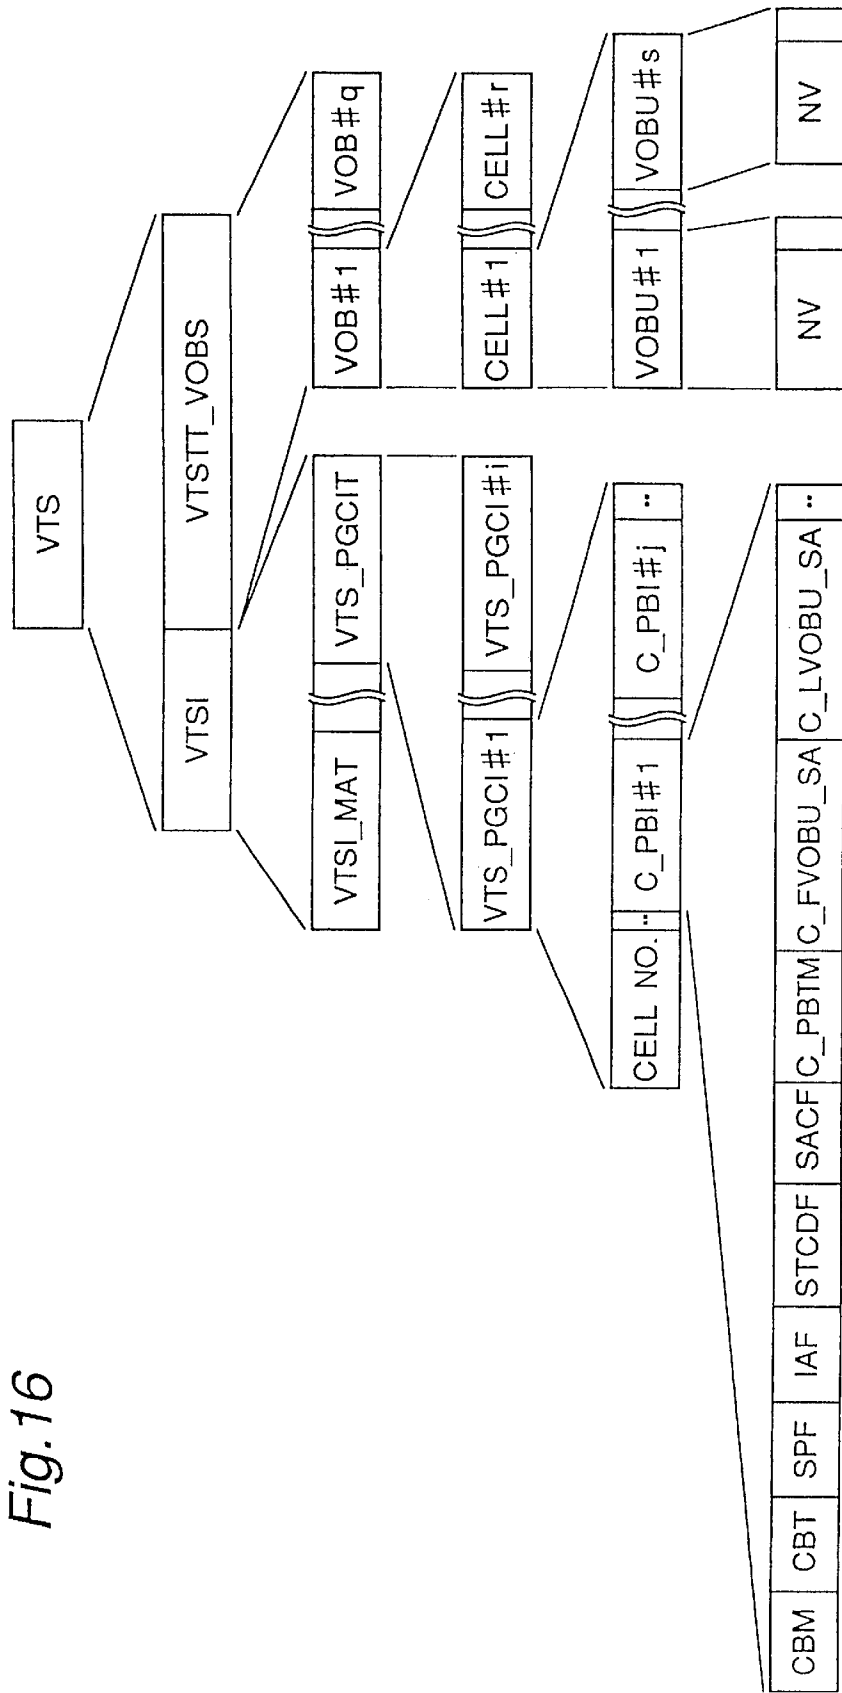 Fig.16
VTS
VTSI VTSTT_VOBS
VTSI_MAT VTS_PGCIT VOB#1 VOB#q
VTS_PGCI#1 VTS_PGCI#i CELL#1 CELL#r
CELL NO. .. C_PBI#1 C_PBI#j .. VOBU#1 VOBU#s
CBM CBT SPF IAF STCDF SACF C_PBTM C_FVOBU_SA C_LVOBU_SA .. NV NV